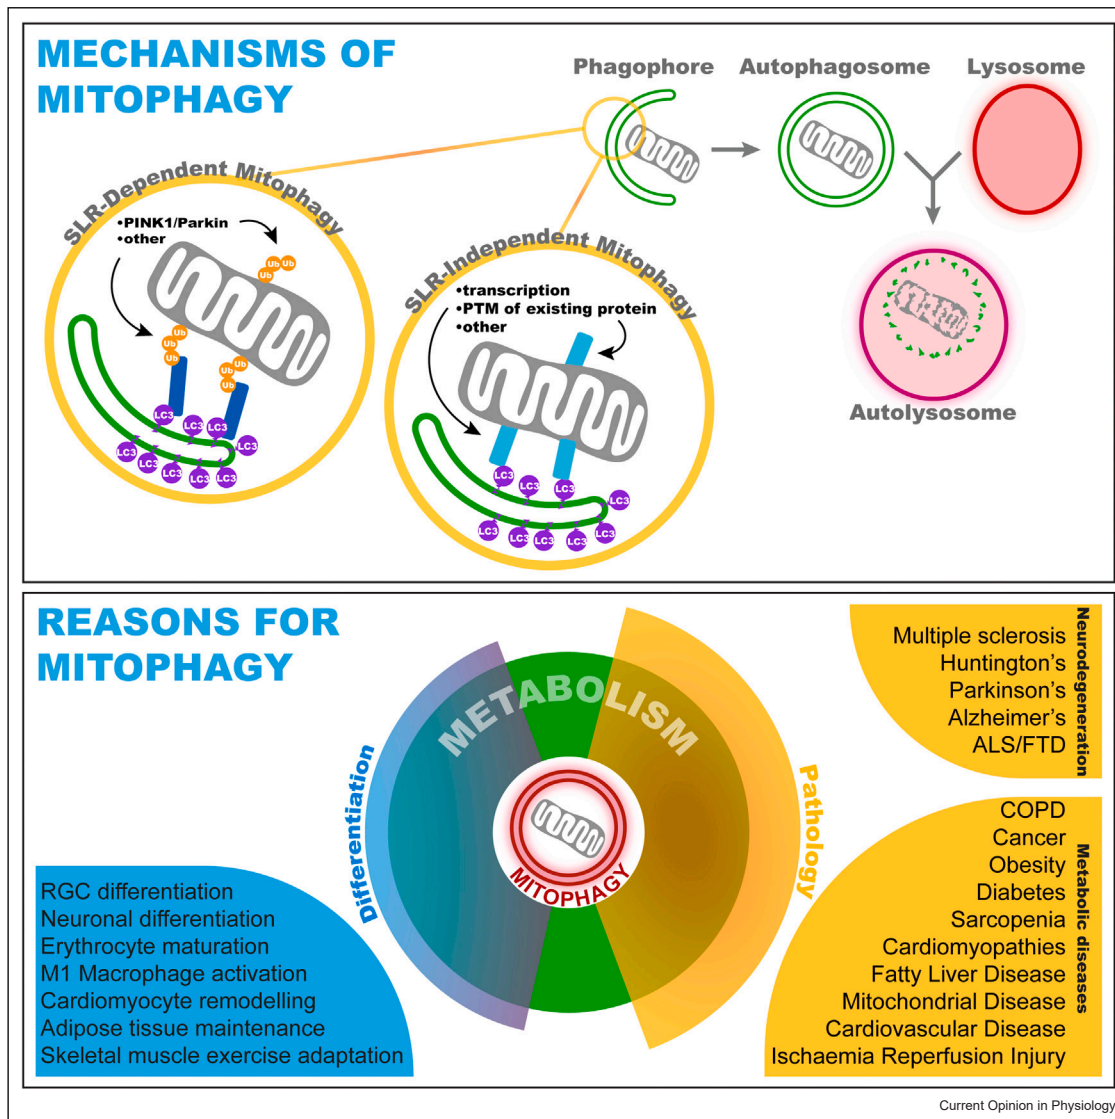 MECHANISMS OF
MITOPHAGY
Phagophore
Autophagosome
Lysosome
SLR-Dependent Mitophagy
•PINK1/Parkin
•other
Ub
Ub
Ub
Ub
Ub
Ub
Ub
Ub
Ub
LC3
LC3
LC3
LC3
LC3
LC3
LC3
LC3
LC3
SLR-Independent Mitophagy
•transcription
•PTM of existing protein
•other
LC3
LC3
LC3
LC3
LC3
LC3
LC3
LC3
LC3
Autolysosome
REASONS FOR
MITOPHAGY
METABOLISM
MITOPHAGY
Differentiation
Pathology
RGC differentiation
Neuronal differentiation
Erythrocyte maturation
M1 Macrophage activation
Cardiomyocyte remodelling
Adipose tissue maintenance
Skeletal muscle exercise adaptation
Neurodegeneration
Multiple sclerosis
Huntington's
Parkinson's
Alzheimer's
ALS/FTD
Metabolic diseases
COPD
Cancer
Obesity
Diabetes
Sarcopenia
Cardiomyopathies
Fatty Liver Disease
Mitochondrial Disease
Cardiovascular Disease
Ischaemia Reperfusion Injury
Current Opinion in Physiology